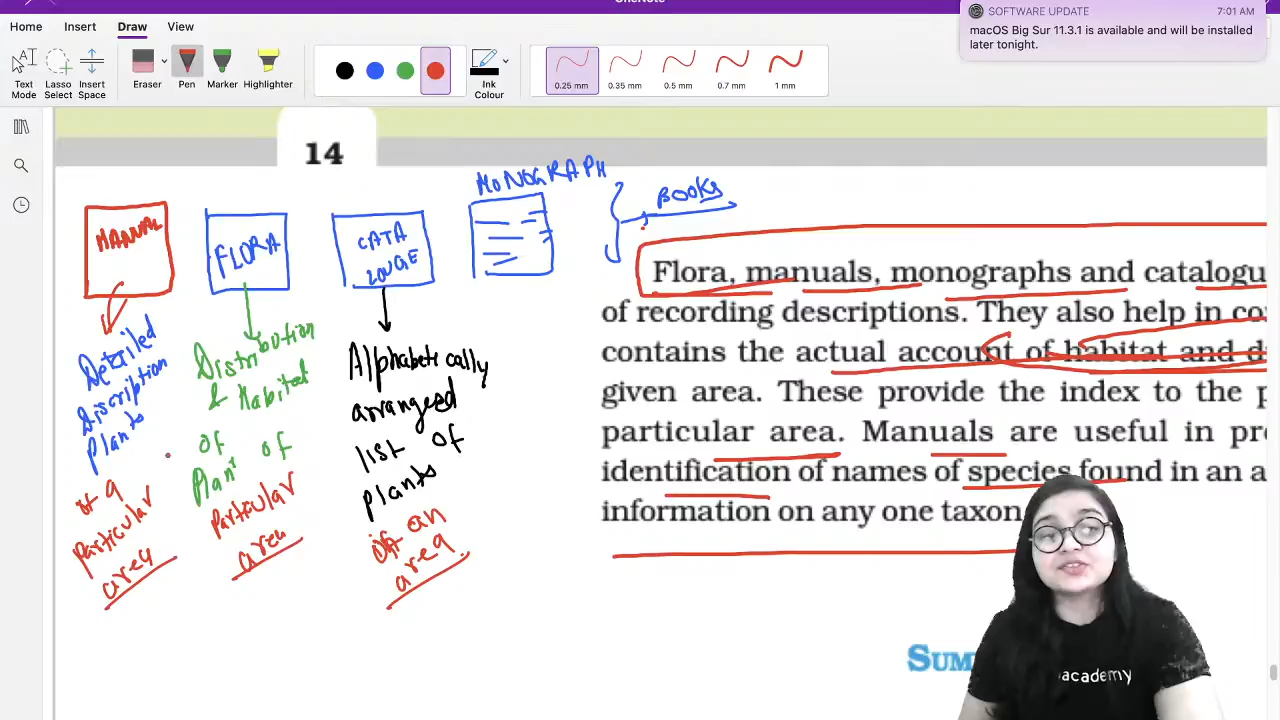 OneNote
SOFTWARE UPDATE
7:01 AM
macOS Big Sur 11.3.1 is available and will be installed
later tonight.
Home
Insert
Draw
View
Text
Mode
Lasso
Select
Insert
Space
Eraser
Pen
Marker
Highlighter
Ink
Colour
0.25 mm
0.35 mm
0.5 mm
0.7 mm
1 mm
14
MANUAL
FLORA
CATA
LOUGE
MONOGRAPH
BOOKS
Detailed
Discription
Plants
of a
Particular
area
Distribution
& Habitat
of
Plant of
Particular
area
Alphabetically
arranged
list of
plants
of an
area
Flora, manuals, monographs and catalogu
of recording descriptions. They also help in co
contains the actual account of habitat and d
given area. These provide the index to the p
particular area. Manuals are useful in pr
identification of names of species found in an a
information on any one taxon
SUM
academy